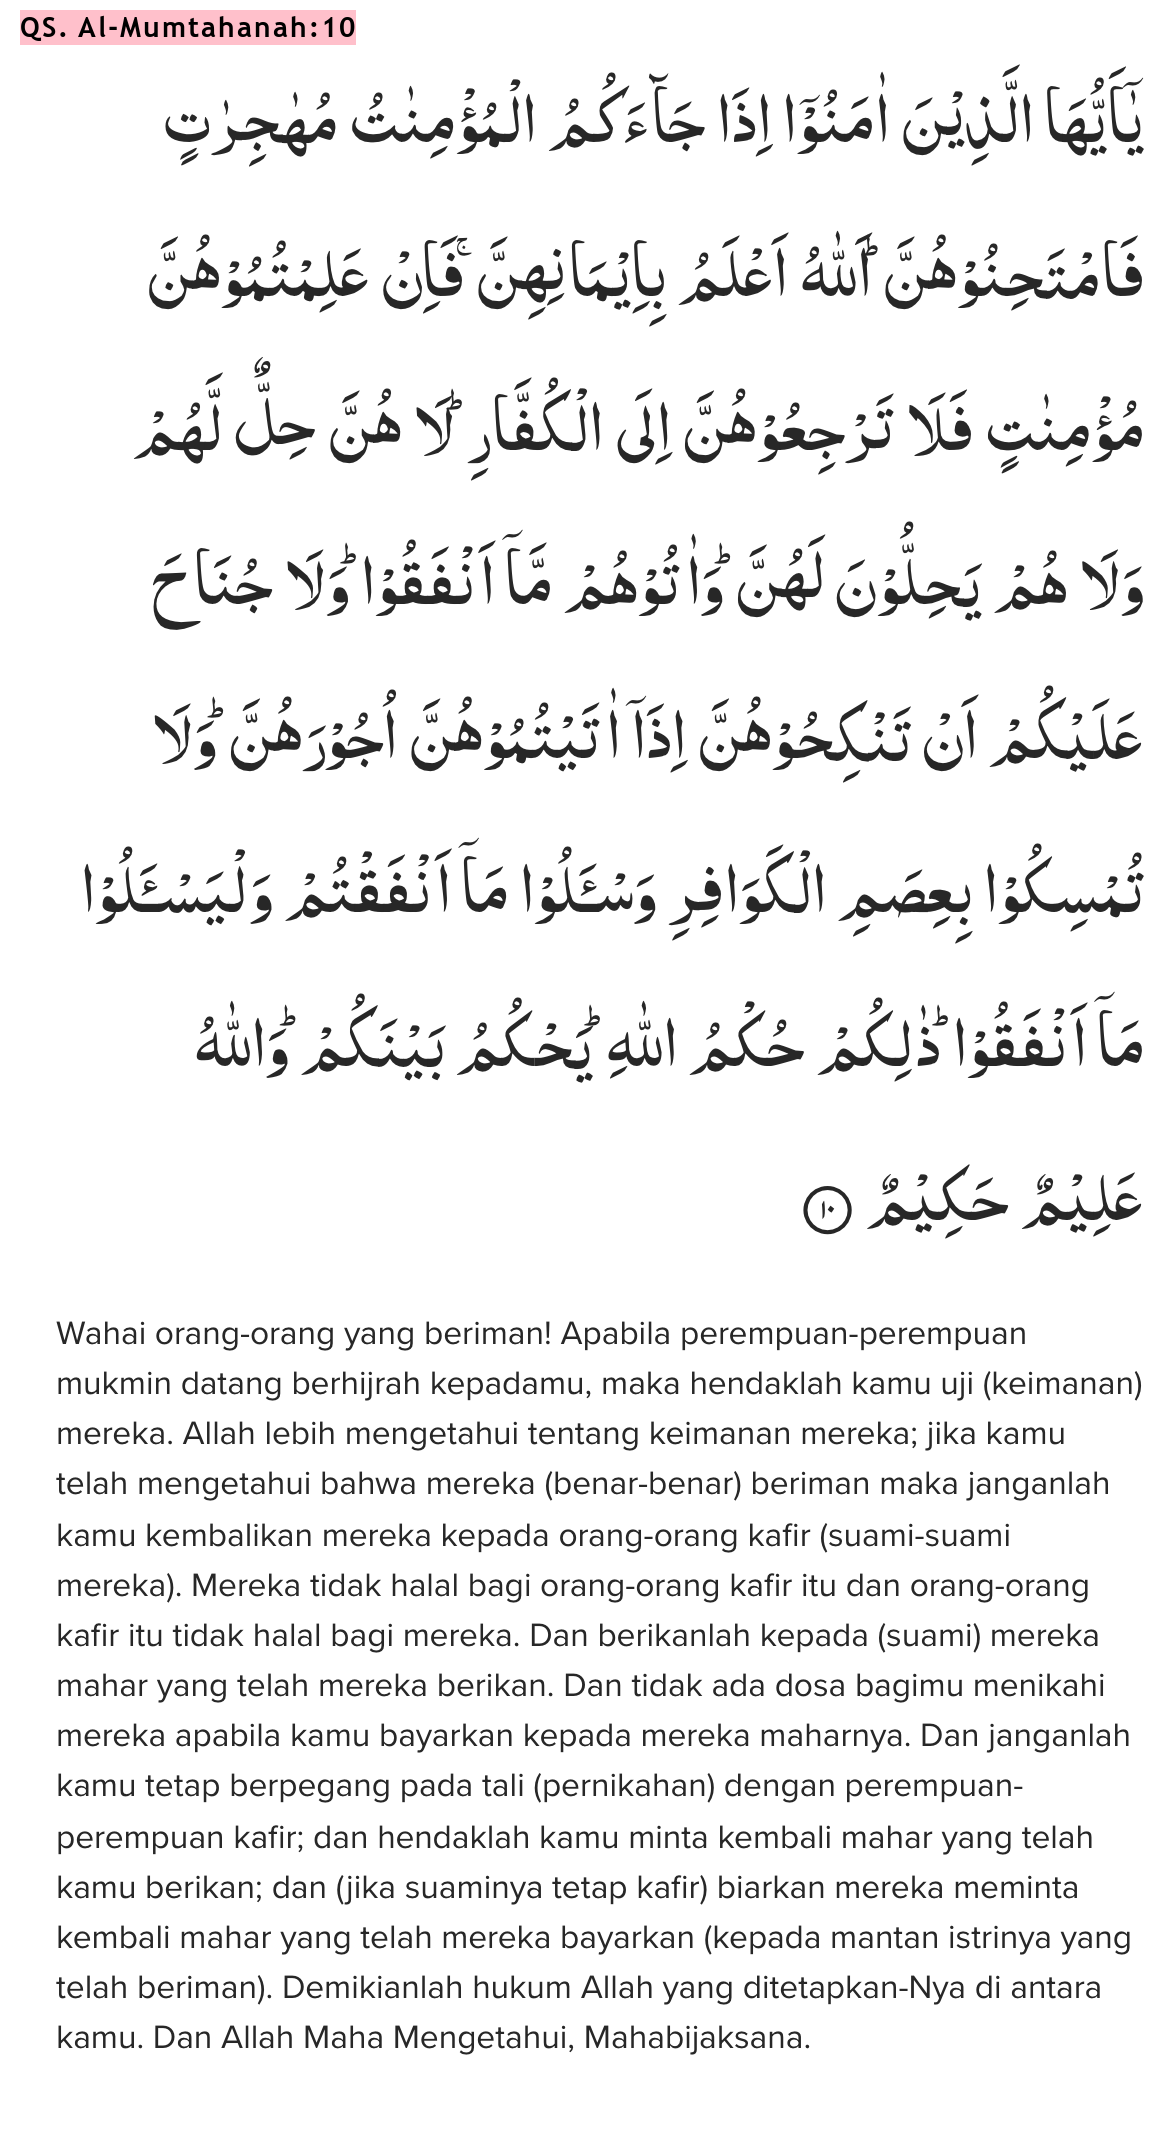 QS. Al-Mumtahanah:10
يٰٓاَيُّهَا الَّذِيْنَ اٰمَنُوْٓا اِذَا جَاۤءَكُمُ الْمُؤْمِنٰتُ مُهٰجِرٰتٍ
فَامْتَحِنُوْهُنَّ ۗ اَللّٰهُ اَعْلَمُ بِاِيْمَانِهِنَّ ۚ فَاِنْ عَلِمْتُمُوْهُنَّ
مُؤْمِنٰتٍ فَلَا تَرْجِعُوْهُنَّ اِلَى الْكُفَّارِ ۗ لَا هُنَّ حِلٌّ لَّهُمْ
وَلَا هُمْ يَحِلُّوْنَ لَهُنَّ ۗ وَاٰتُوْهُمْ مَّآ اَنْفَقُوْا ۗ وَلَا جُنَاحَ
عَلَيْكُمْ اَنْ تَنْكِحُوْهُنَّ اِذَآ اٰتَيْتُمُوْهُنَّ اُجُوْرَهُنَّ ۗ وَلَا
تُمْسِكُوْا بِعِصَمِ الْكَوَافِرِ وَسْـَٔلُوْا مَآ اَنْفَقْتُمْ وَلْيَسْـَٔلُوْا
مَآ اَنْفَقُوْا ۗ ذٰلِكُمْ حُكْمُ اللّٰهِ ۗ يَحْكُمُ بَيْنَكُمْ ۗ وَاللّٰهُ
عَلِيْمٌ حَكِيْمٌ ١٠
Wahai orang-orang yang beriman! Apabila perempuan-perempuan
mukmin datang berhijrah kepadamu, maka hendaklah kamu uji (keimanan)
mereka. Allah lebih mengetahui tentang keimanan mereka; jika kamu
telah mengetahui bahwa mereka (benar-benar) beriman maka janganlah
kamu kembalikan mereka kepada orang-orang kafir (suami-suami
mereka). Mereka tidak halal bagi orang-orang kafir itu dan orang-orang
kafir itu tidak halal bagi mereka. Dan berikanlah kepada (suami) mereka
mahar yang telah mereka berikan. Dan tidak ada dosa bagimu menikahi
mereka apabila kamu bayarkan kepada mereka maharnya. Dan janganlah
kamu tetap berpegang pada tali (pernikahan) dengan perempuan-
perempuan kafir; dan hendaklah kamu minta kembali mahar yang telah
kamu berikan; dan (jika suaminya tetap kafir) biarkan mereka meminta
kembali mahar yang telah mereka bayarkan (kepada mantan istrinya yang
telah beriman). Demikianlah hukum Allah yang ditetapkan-Nya di antara
kamu. Dan Allah Maha Mengetahui, Mahabijaksana.